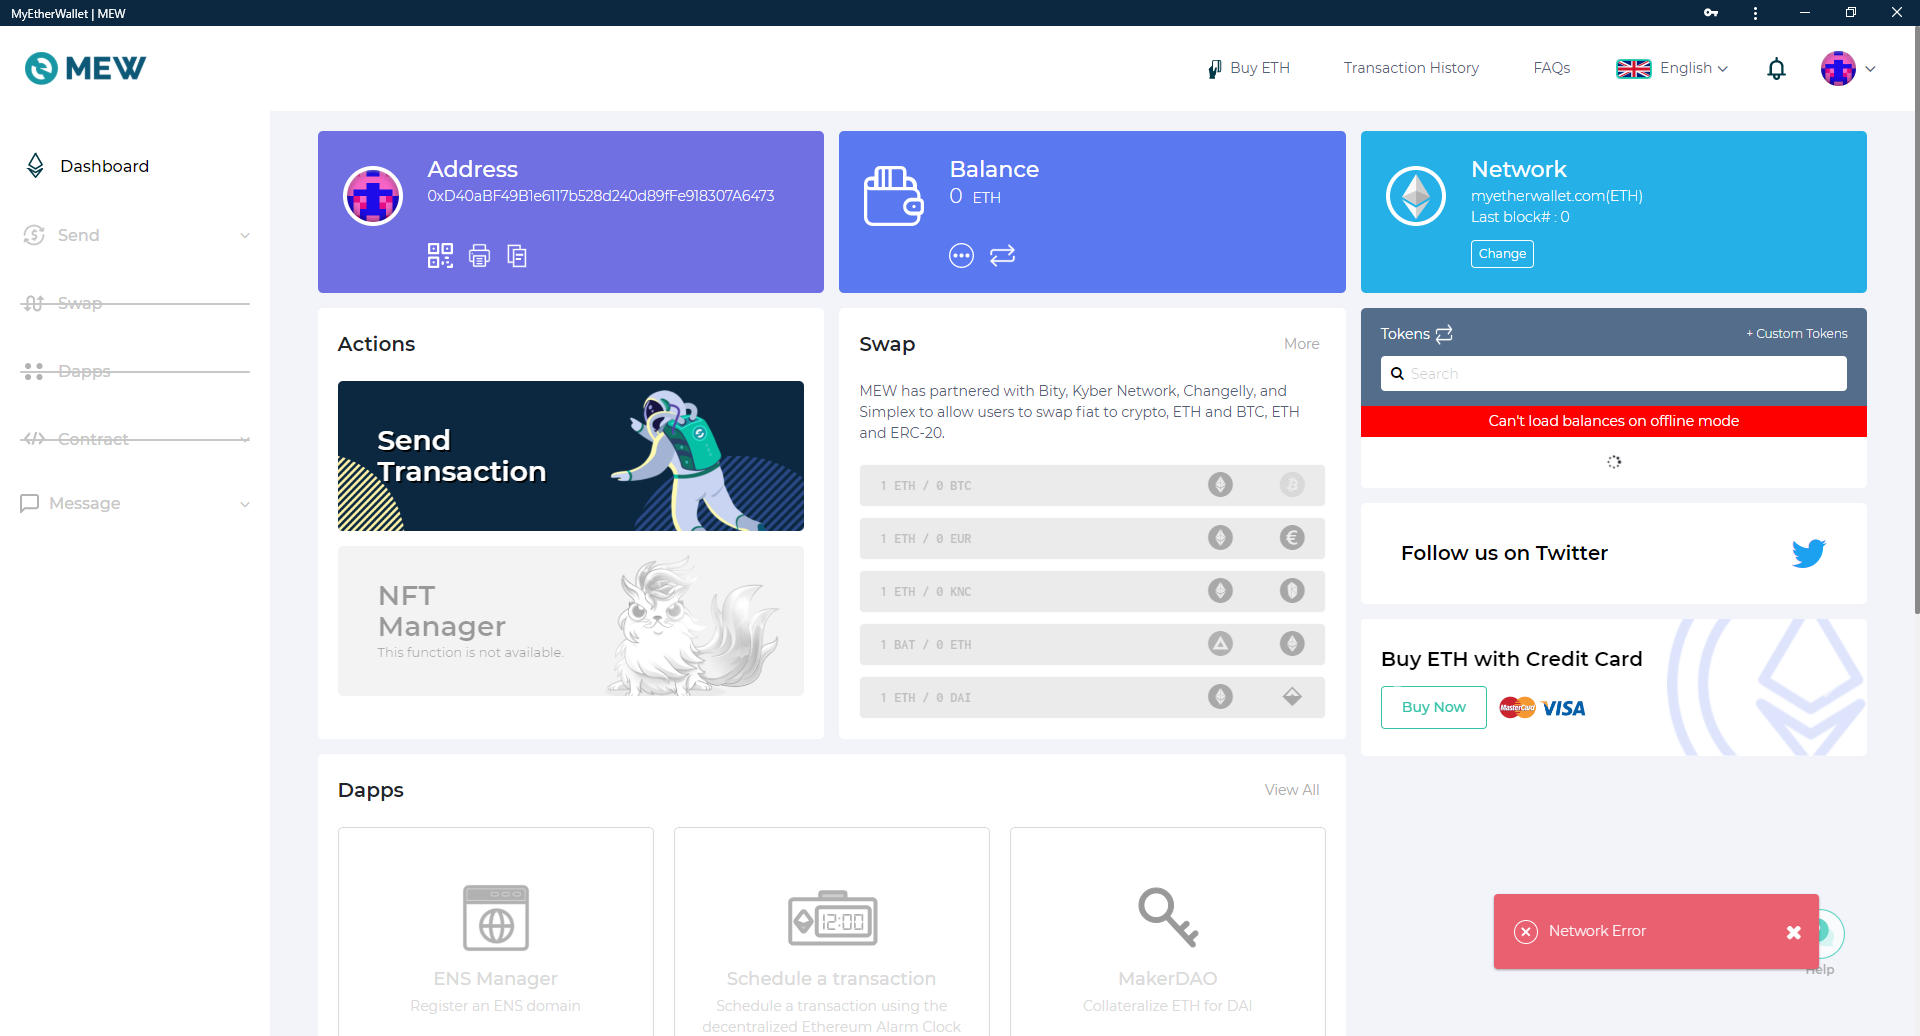 MyEtherWallet | MEW
MEW
Buy ETH
Transaction History
FAQs
English
Dashboard
Send
Swap
Dapps
Contract
Message
Address
0xD40aBF49B1e6117b528d240d89fFe918307A6473
Balance
0 ETH
Network
myetherwallet.com(ETH)
Last block# : 0
Change
Actions
Send
Transaction
NFT
Manager
This function is not available.
Swap
More
MEW has partnered with Bity, Kyber Network, Changelly, and
Simplex to allow users to swap fiat to crypto, ETH and BTC, ETH
and ERC-20.
1 ETH / 0 BTC
1 ETH / 0 EUR
1 ETH / 0 KNC
1 BAT / 0 ETH
1 ETH / 0 DAI
Tokens
+ Custom Tokens
Search
Can't load balances on offline mode
Follow us on Twitter
Buy ETH with Credit Card
Buy Now
MasterCard
VISA
Dapps
View All
ENS Manager
Register an ENS domain
12:00
Schedule a transaction
Schedule a transaction using the
decentralized Ethereum Alarm Clock
MakerDAO
Collateralize ETH for DAI
Network Error
Help